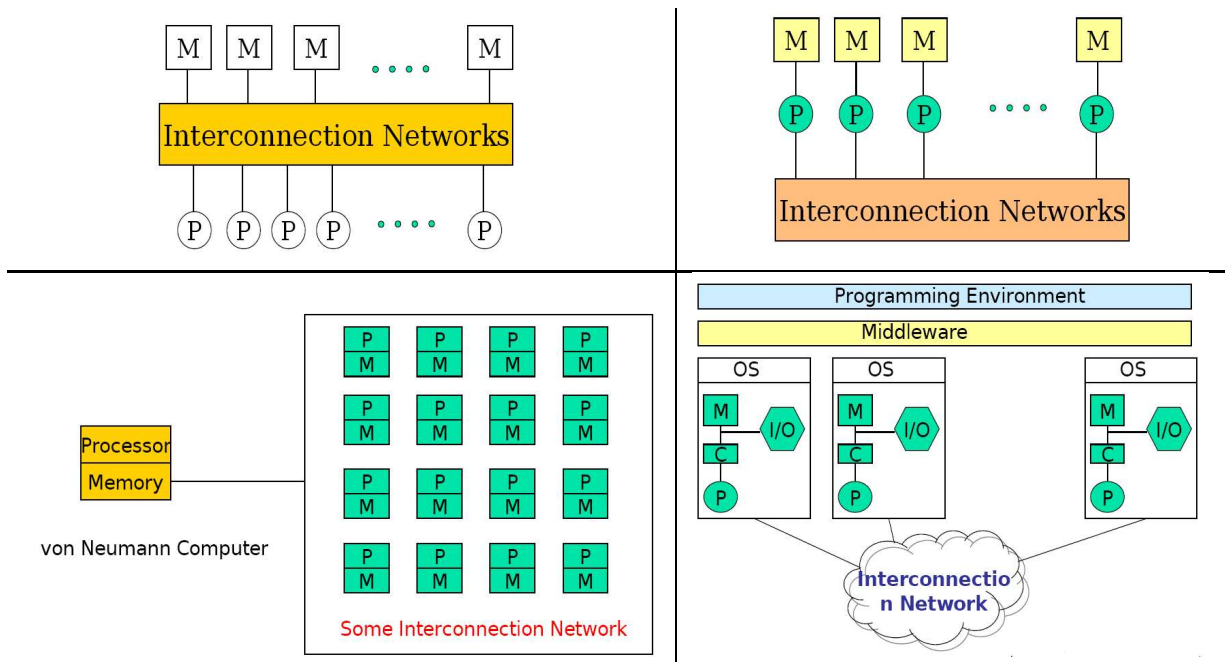 M M M M
Interconnection Networks
P P P P P
M M M M
P P P P
Interconnection Networks
Processor
Memory
von Neumann Computer
P P P P
M M M M
P P P P
M M M M
P P P P
M M M M
P P P P
M M M M
Some Interconnection Network
Programming Environment
Middleware
OS OS OS
M M M
I/O I/O I/O
C C C
P P P
Interconnectio
n Network